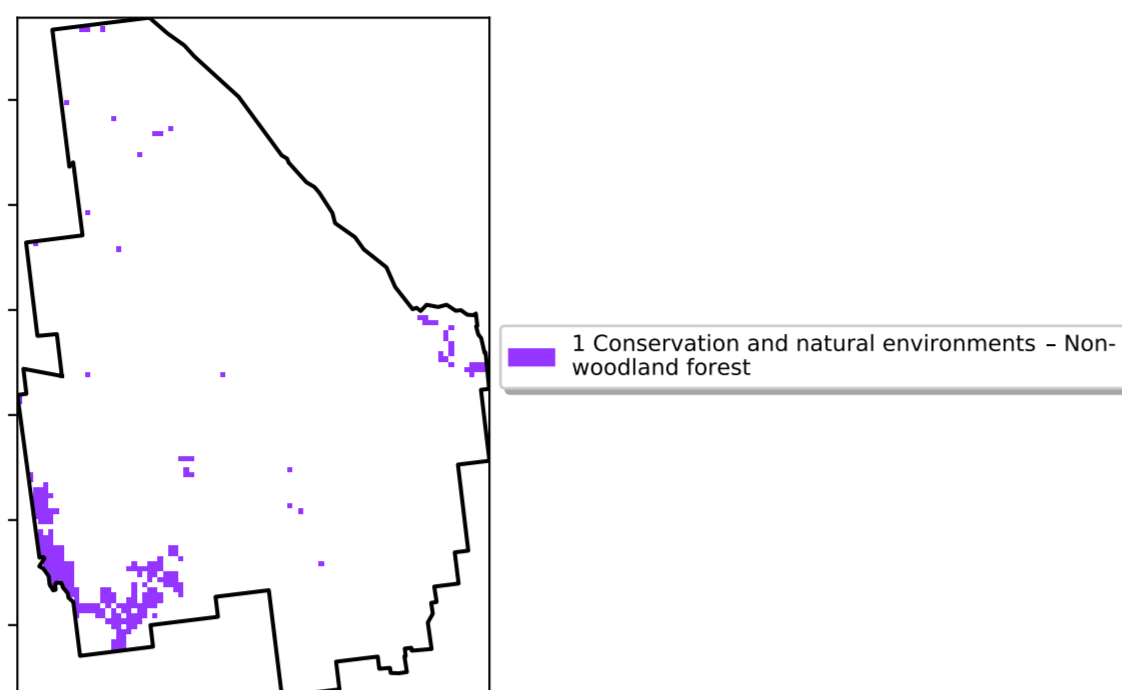 1 Conservation and natural environments – Non-
woodland forest